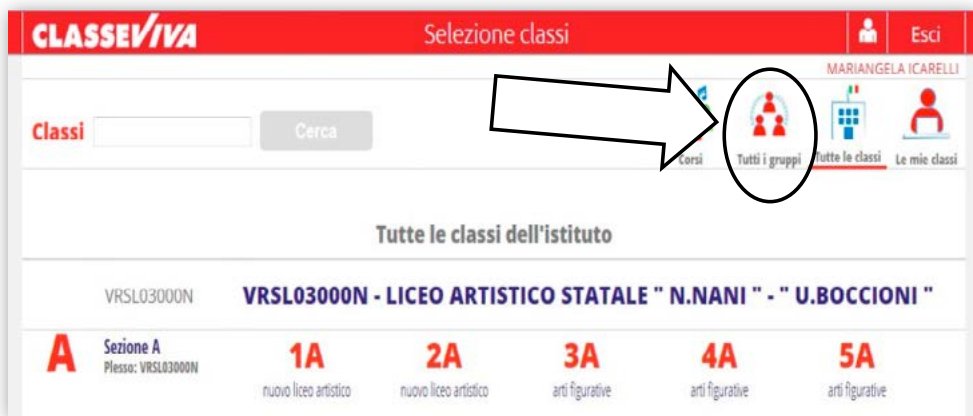 CLASSEVIVA
Selezione classi
Esci
MARIANGELA ICARELLI
Classi
Cerca
Corsi
Tutti i gruppi
Tutte le classi
Le mie classi
Tutte le classi dell'istituto
VRSL03000N
VRSL03000N - LICEO ARTISTICO STATALE " N.NANI " - " U.BOCCIONI "
A
Sezione A
Plesso: VRSL03000N
1A
2A
3A
4A
5A
nuovo liceo artistico
nuovo liceo artistico
arti figurative
arti figurative
arti figurative